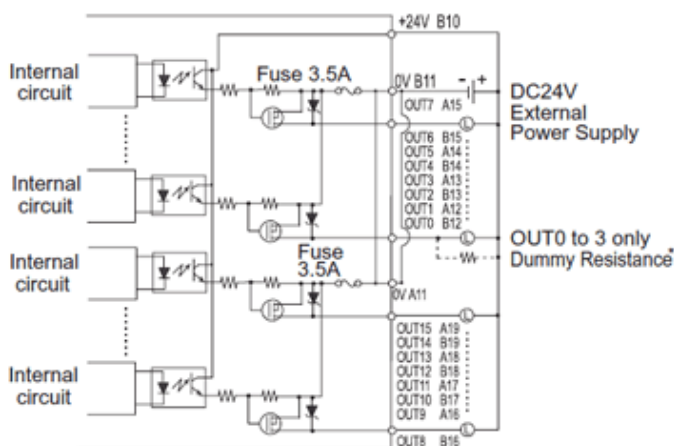 +24V B10
Internal
circuit
Fuse 3.5A
0V B11
- +
DC24V
External
Power Supply
OUT7 A15
OUT6 B15
OUT5 A14
OUT4 B14
OUT3 A13
OUT2 B13
OUT1 A12
OUT0 B12
Internal
circuit
L
L
OUT0 to 3 only
Dummy Resistance*
Internal
circuit
Fuse
3.5A
0V A11
L
OUT15 A19
OUT14 B19
OUT13 A18
OUT12 B18
OUT11 A17
OUT10 B17
OUT9 A16
OUT8 B16
Internal
circuit
L